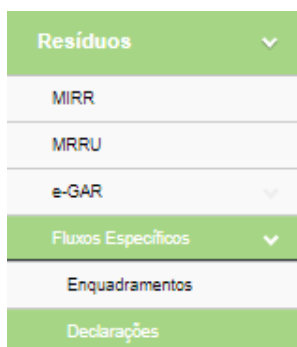 Resíduos
MIRR
MRRU
e-GAR
Fluxos Específicos
Enquadramentos
Declarações